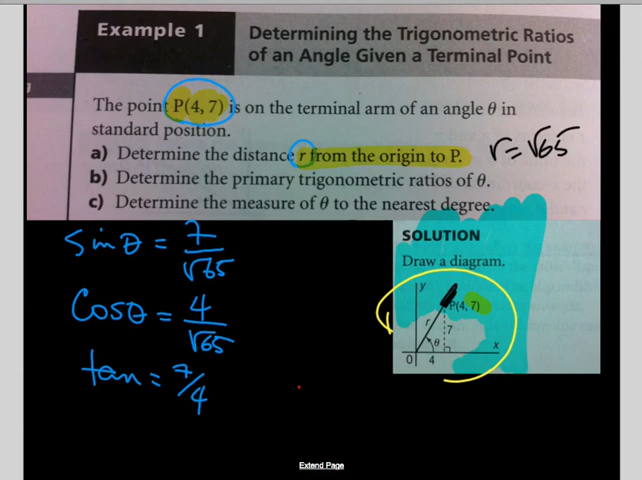 Example 1
Determining the Trigonometric Ratios
of an Angle Given a Terminal Point
The point P(4, 7) is on the terminal arm of an angle θ in
standard position.
a) Determine the distance r from the origin to P.
r = √65
b) Determine the primary trigonometric ratios of θ.
c) Determine the measure of θ to the nearest degree.
sin θ = 7/√65
cos θ = 4/√65
tan = 7/4
SOLUTION
Draw a diagram.
y
P(4, 7)
r
7
θ
x
0
4
Extend Page